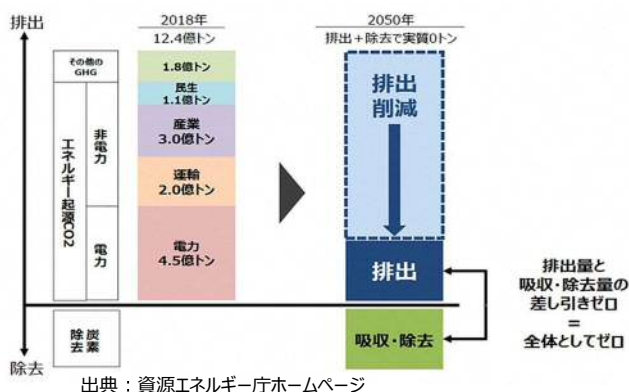 排出
2018年
12.4億トン
2050年
排出+除去で実質0トン
その他の
GHG
エネルギー起源CO2
非電力
電力
1.8億トン
民生
1.1億トン
産業
3.0億トン
運輸
2.0億トン
電力
4.5億トン
排出
削減
排出
吸収・除去
排出量と
吸収・除去量の
差し引きゼロ
=
全体としてゼロ
炭素
除去
除去
出典：資源エネルギー庁ホームページ